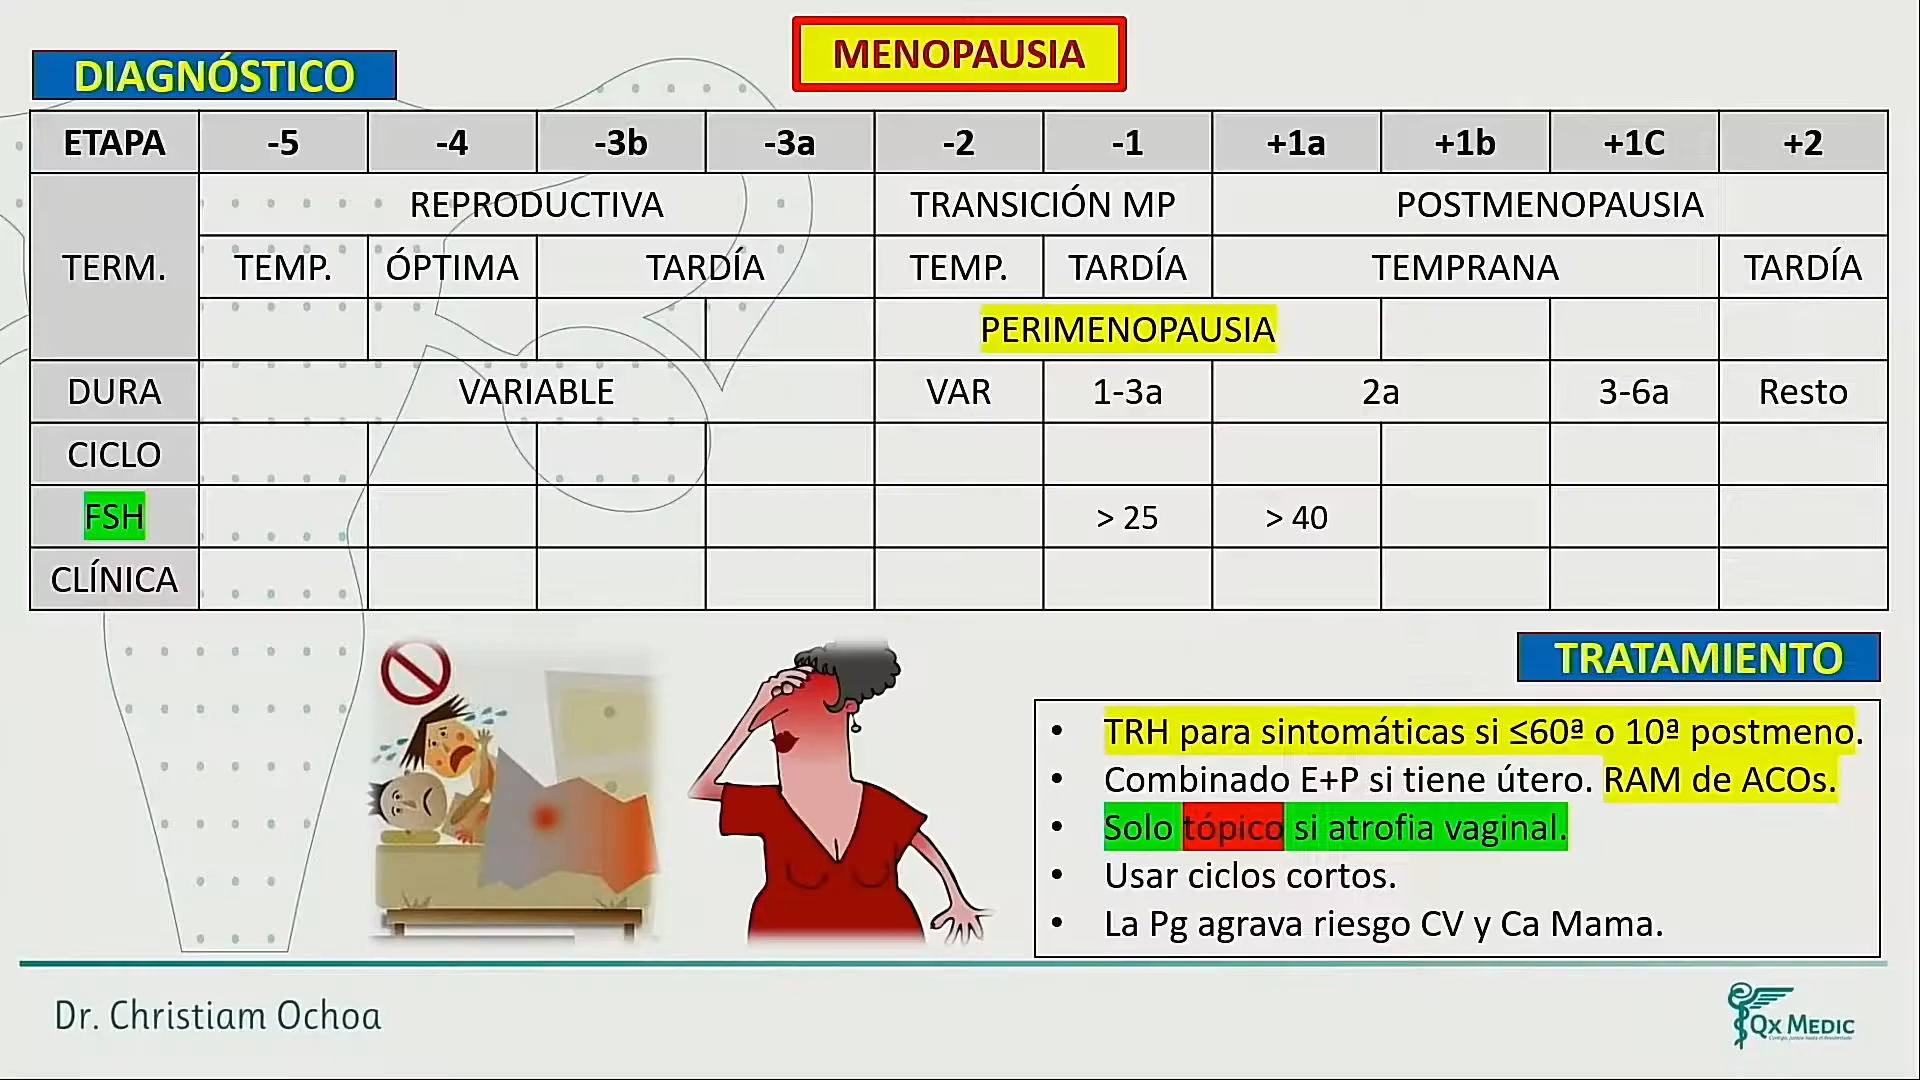 MENOPAUSIA
DIAGNÓSTICO
ETAPA -5 -4 -3b -3a -2 -1 +1a +1b +1C +2
TERM. REPRODUCTIVA TRANSICIÓN MP POSTMENOPAUSIA
TEMP. ÓPTIMA TARDÍA TEMP. TARDÍA TEMPRANA TARDÍA
PERIMENOPAUSIA
DURA VARIABLE VAR 1-3a 2a 3-6a Resto
CICLO
FSH > 25 > 40
CLÍNICA
TRATAMIENTO
• TRH para sintomáticas si ≤60ª o 10ª postmeno.
• Combinado E+P si tiene útero. RAM de ACOs.
• Solo tópico si atrofia vaginal.
• Usar ciclos cortos.
• La Pg agrava riesgo CV y Ca Mama.
Dr. Christiam Ochoa
Qx MEDIC